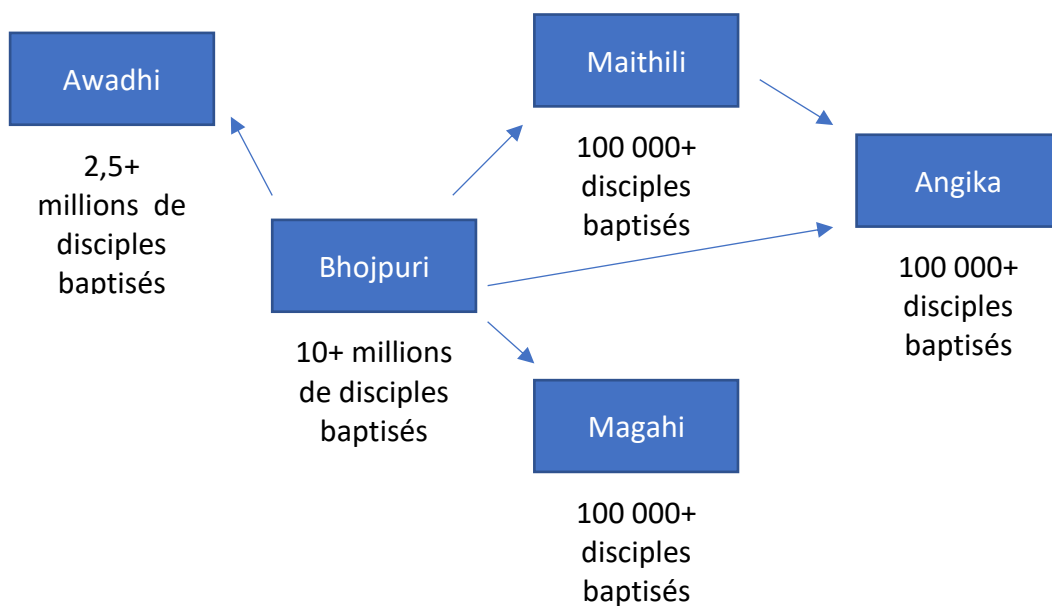 Awadhi
2,5+
millions  de
disciples
baptisés
Bhojpuri
10+ millions
de disciples
baptisés
Maithili
100 000+
disciples
baptisés
Angika
100 000+
disciples
baptisés
Magahi
100 000+
disciples
baptisés